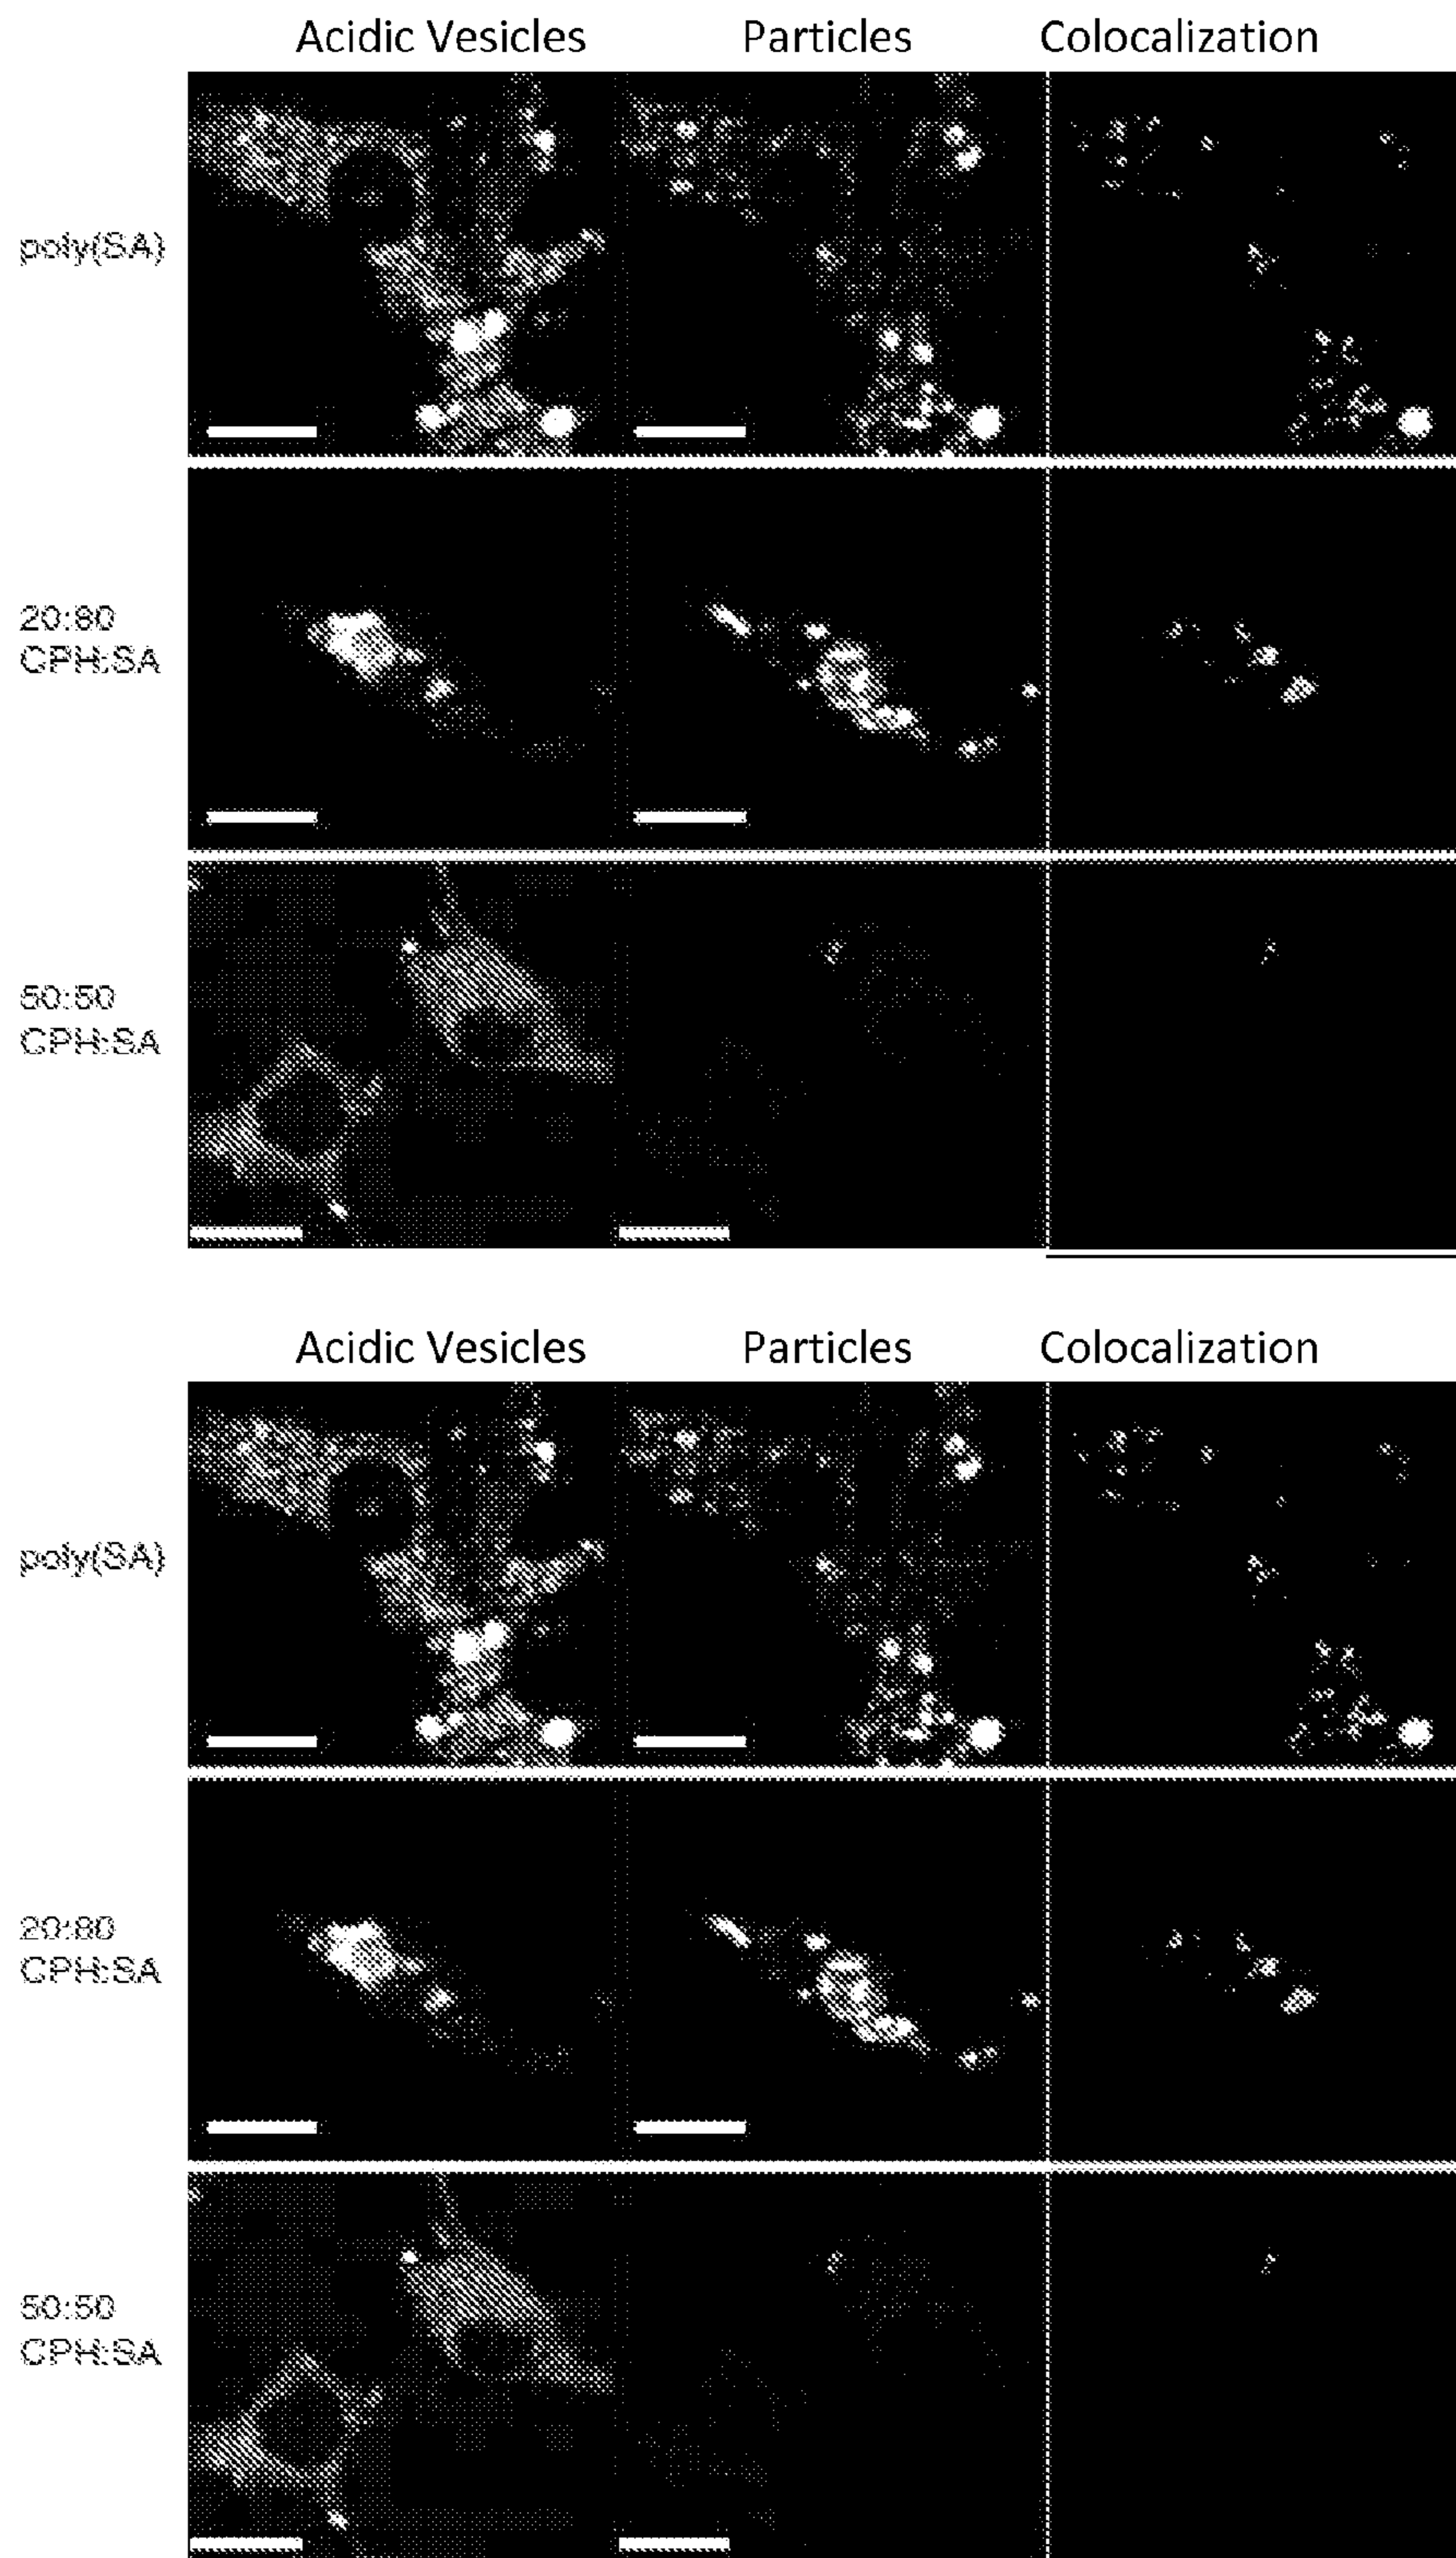 Acidic Vesicles Particles Colocalization
poly(SA)
20:80
CPH:SA
50:50
CPH:SA
Acidic Vesicles Particles Colocalization
poly(SA)
20:80
CPH:SA
50:50
CPH:SA